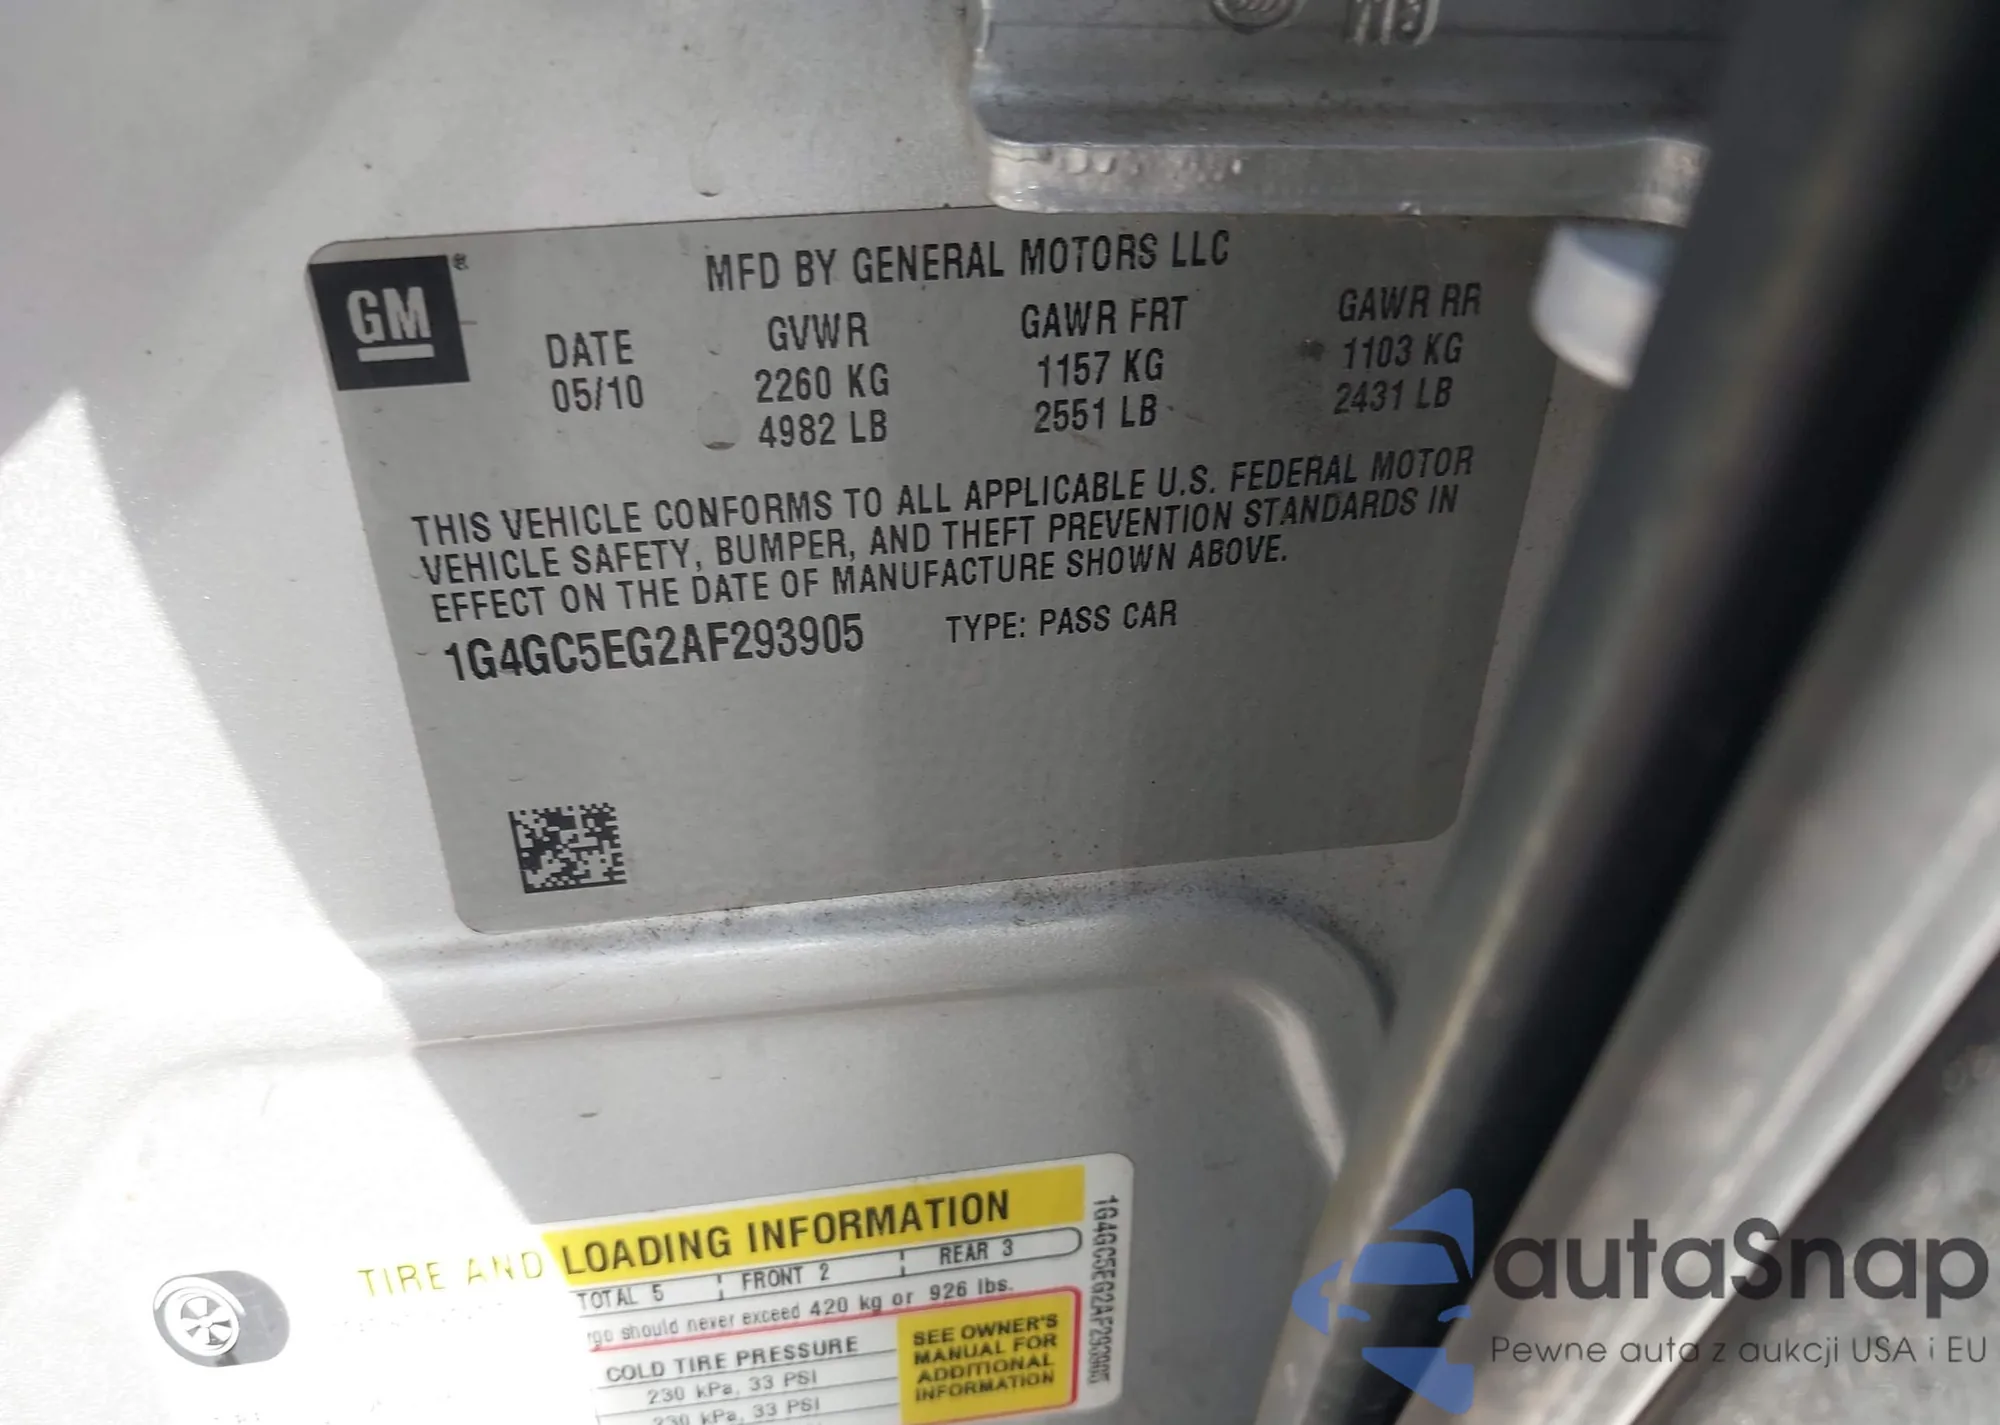 113
GM
®
MFD BY GENERAL MOTORS LLC
DATE GVWR GAWR FRT GAWR RR
05/10 2260 KG 1157 KG 1103 KG
4982 LB 2551 LB 2431 LB
THIS VEHICLE CONFORMS TO ALL APPLICABLE U.S. FEDERAL MOTOR
VEHICLE SAFETY, BUMPER, AND THEFT PREVENTION STANDARDS IN
EFFECT ON THE DATE OF MANUFACTURE SHOWN ABOVE.
1G4GC5EG2AF293905 TYPE: PASS CAR
TIRE AND LOADING INFORMATION
TOTAL 5 FRONT 2 REAR 3
should never exceed 420 kg or 926 lbs.
COLD TIRE PRESSURE
230 kPa, 33 PSI
230 kPa, 33 PSI
SEE OWNER'S
MANUAL FOR
ADDITIONAL
INFORMATION
1G4GC5EG2AF293905
autaSnap
Pewne auta z aukcji USA i EU